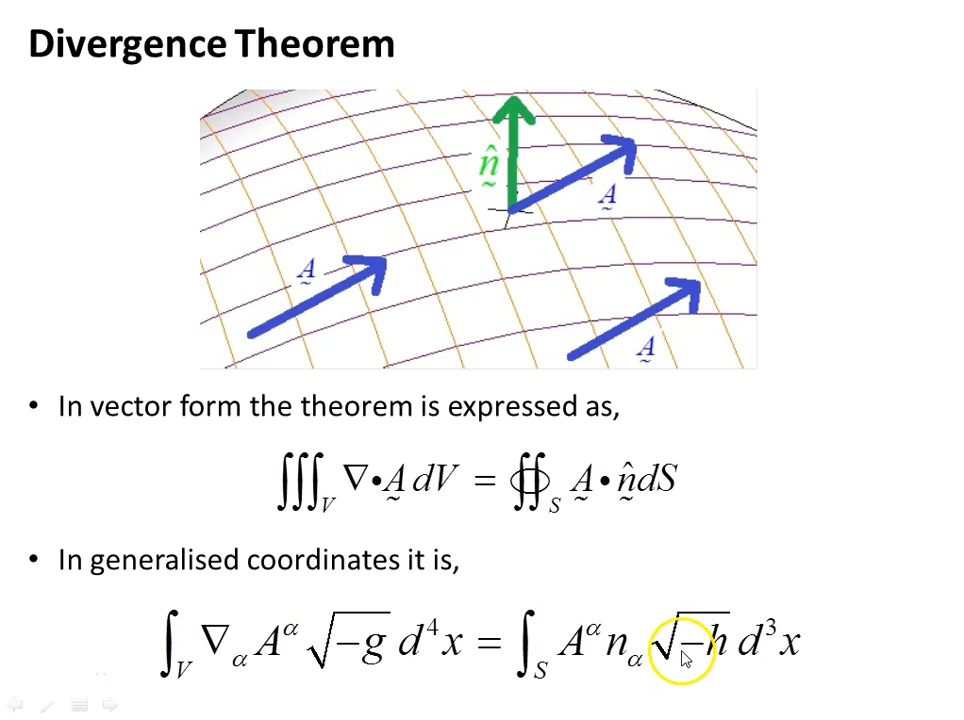 Divergence Theorem
n̂
A
A
A
• In vector form the theorem is expressed as,
∭_V ∇•A dV = ∯_S A•n̂dS
• In generalised coordinates it is,
∫_V ∇_α A^α √−g d⁴x = ∫_S A^α n_α √−h d³x